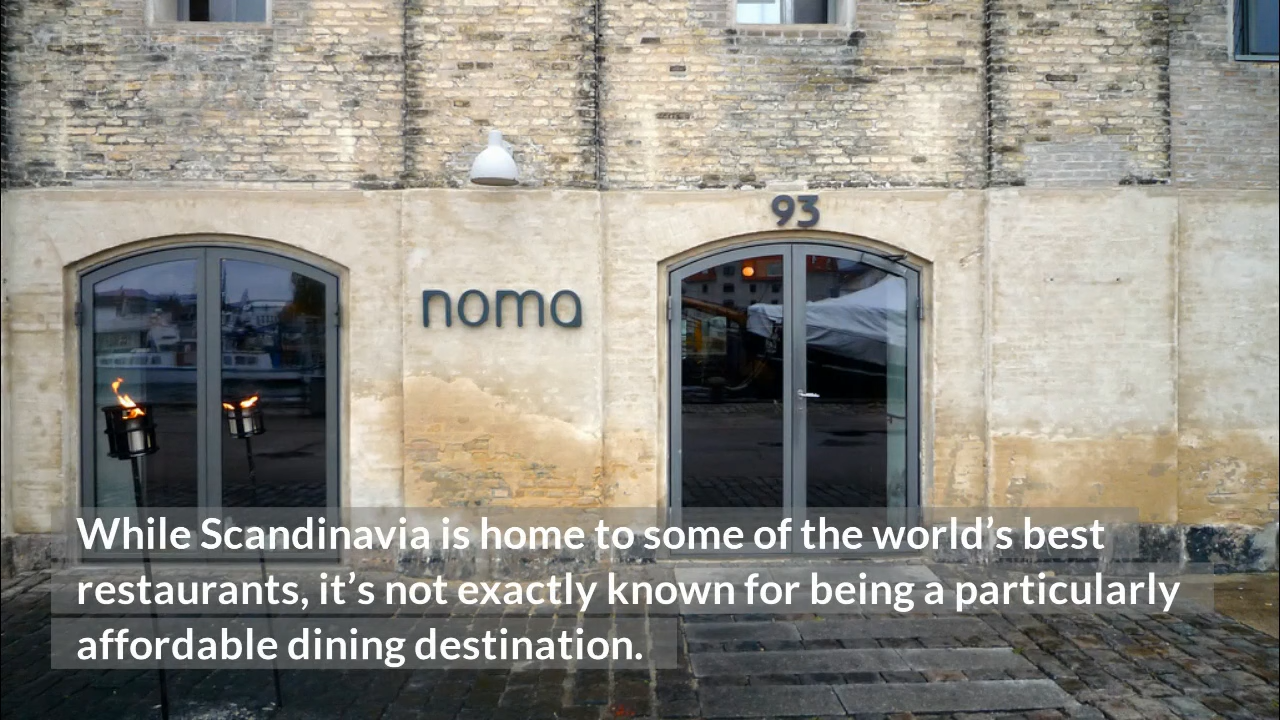 93
noma
While Scandinavia is home to some of the world’s best
restaurants, it’s not exactly known for being a particularly
affordable dining destination.